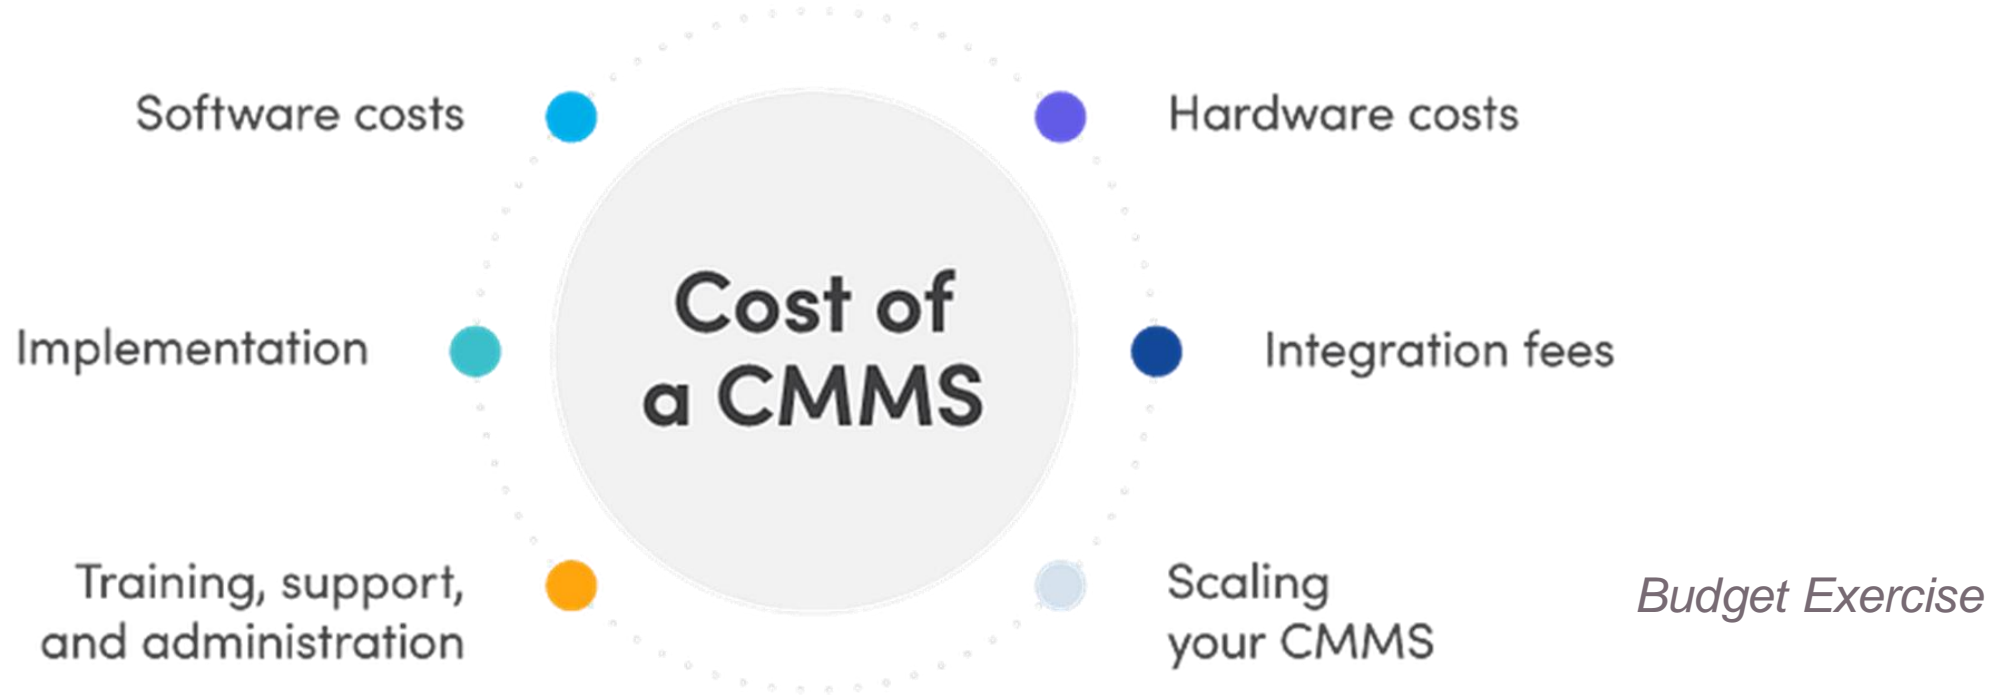 Software costs
Hardware costs
Cost of
a CMMS
Implementation
Integration fees
Training, support,
and administration
Scaling
your CMMS
Budget Exercise